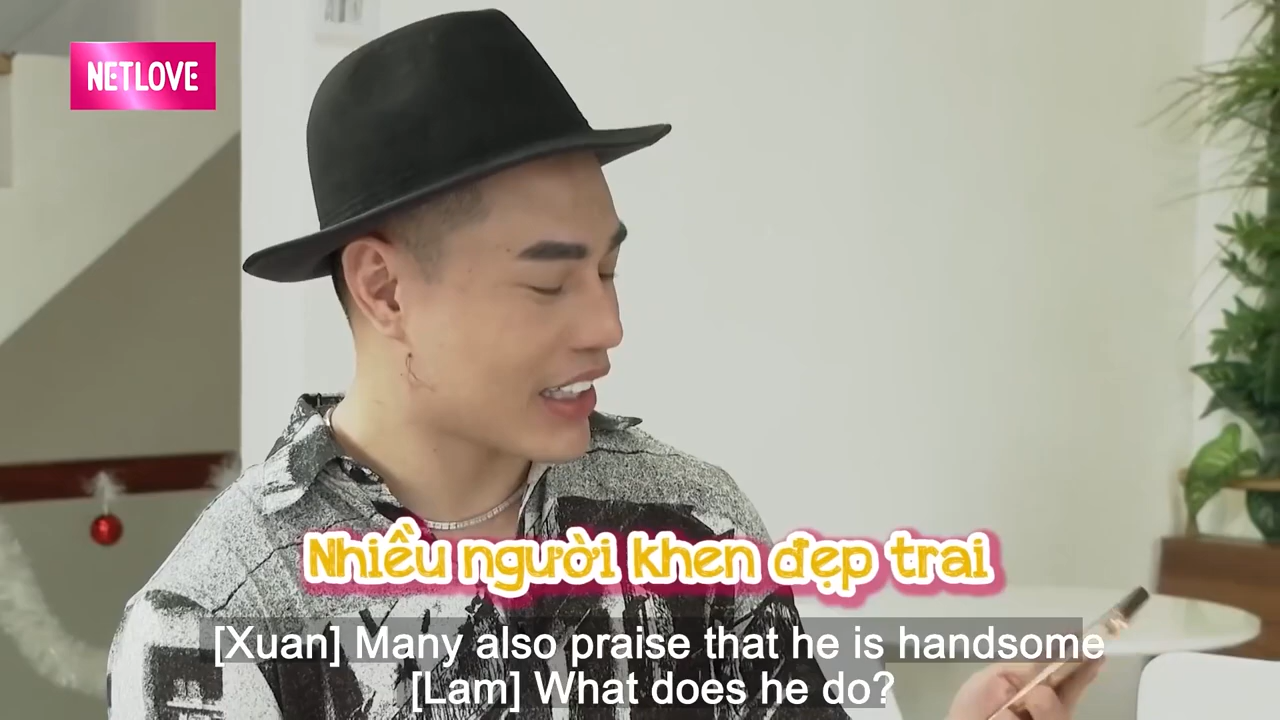 NETLOVE
Nhiều người khen đẹp trai
[Xuan] Many also praise that he is handsome
[Lam] What does he do?